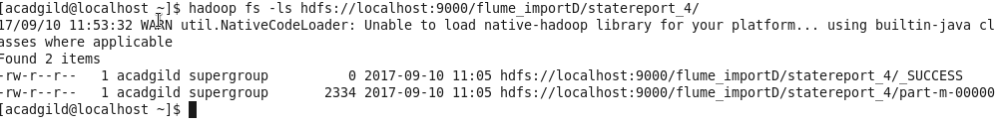 [acadgild@localhost ~]$ hadoop fs -ls hdfs://localhost:9000/flume_importD/statereport_4/
17/09/10 11:53:32 WARN util.NativeCodeLoader: Unable to load native-hadoop library for your platform... using builtin-java cl
asses where applicable
Found 2 items
-rw-r--r--   1 acadgild supergroup          0 2017-09-10 11:05 hdfs://localhost:9000/flume_importD/statereport_4/_SUCCESS
-rw-r--r--   1 acadgild supergroup       2334 2017-09-10 11:05 hdfs://localhost:9000/flume_importD/statereport_4/part-m-00000
[acadgild@localhost ~]$